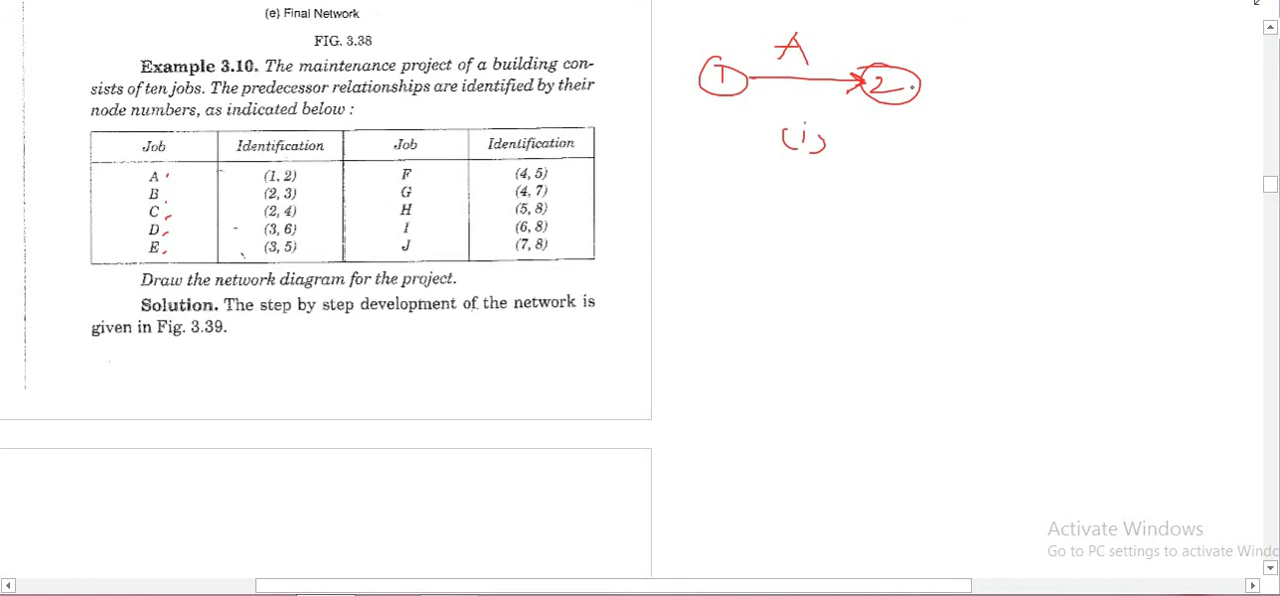 (e) Final Network
FIG. 3.38
Example 3.10. The maintenance project of a building con-
sists of ten jobs. The predecessor relationships are identified by their
node numbers, as indicated below :
Job Identification Job Identification
A (1, 2) F (4, 5)
B (2, 3) G (4, 7)
C (2, 4) H (5, 8)
D (3, 6) I (6, 8)
E (3, 5) J (7, 8)
Draw the network diagram for the project.
Solution. The step by step development of the network is
given in Fig. 3.39.
A
1 2
(i)
Activate Windows
Go to PC settings to activate Windo